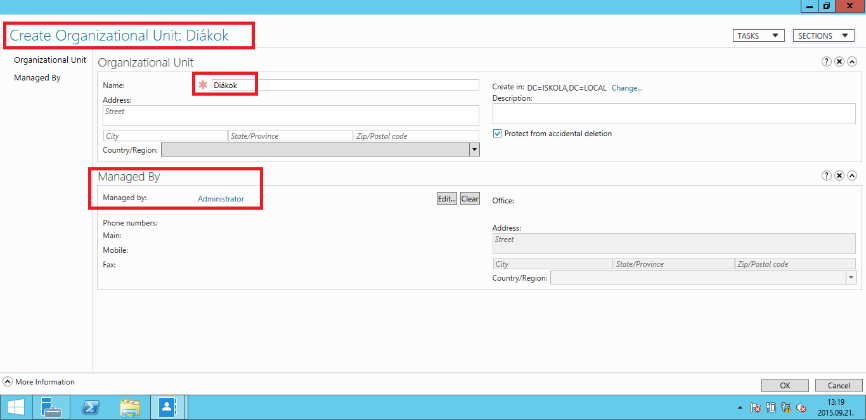 Create Organizational Unit: Diákok
TASKS
SECTIONS
Organizational Unit
Managed By
Organizational Unit
Name:
Diákok
Address:
Street
City State/Province Zip/Postal code
Country/Region:
Create in: DC=ISKOLA,DC=LOCAL Change...
Description:
Protect from accidental deletion
Managed By
Managed by: Administrator
Edit... Clear
Phone numbers:
Main:
Mobile:
Fax:
Office:
Address:
Street
City State/Province Zip/Postal code
Country/Region:
More Information
OK Cancel
13:19
2015.09.21.